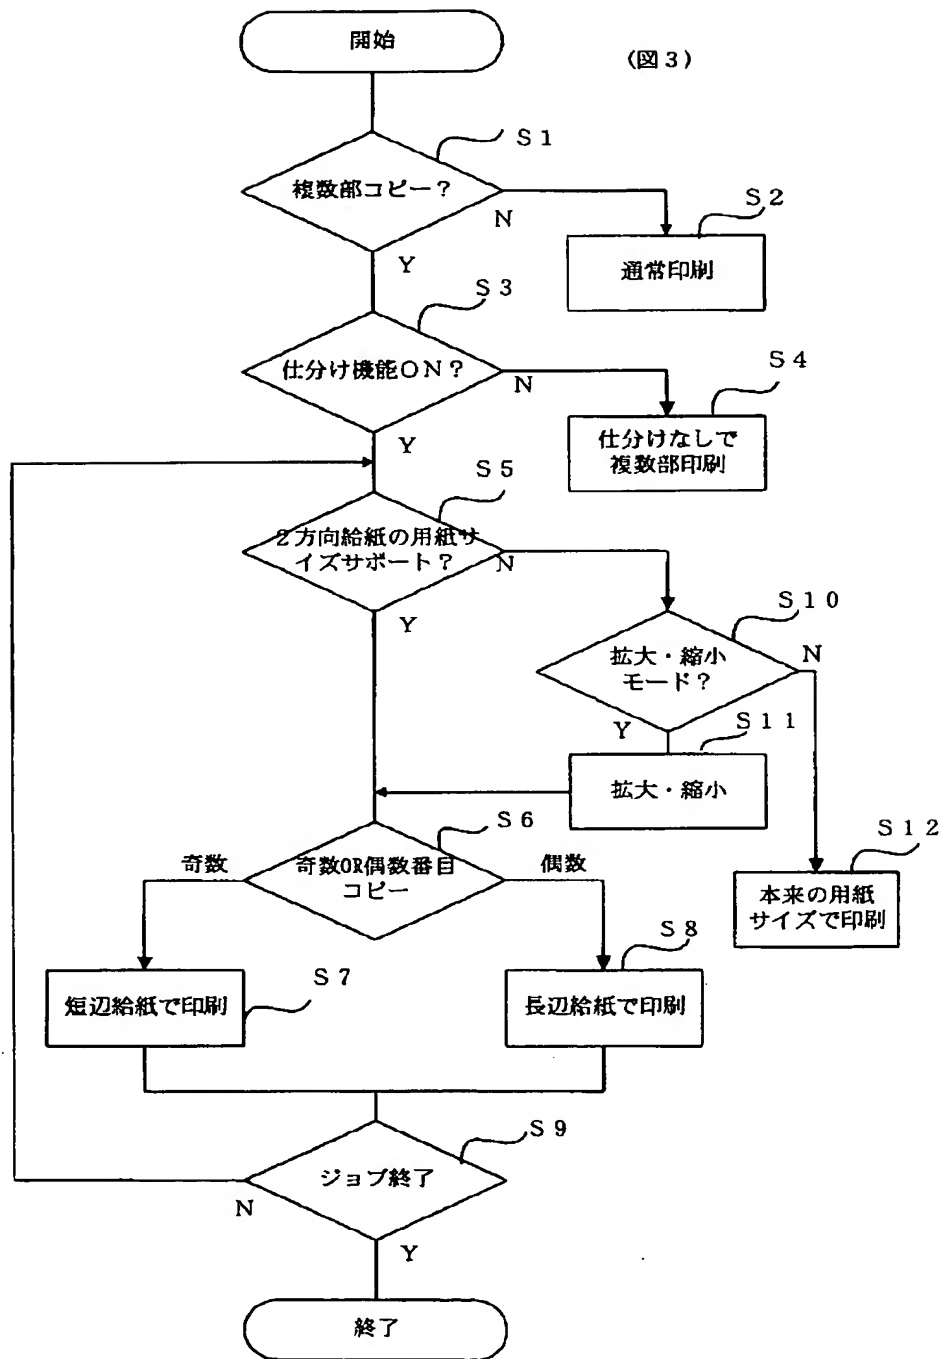 開始
(図3)
S1
複数部コピー?
N
S2
通常印刷
Y
S3
仕分け機能ON?
N
S4
仕分けなしで
複数部印刷
Y
S5
2方向給紙の用紙サ
イズサポート?
N
Y
S10
拡大・縮小
モード?
N
Y
S11
拡大・縮小
S6
奇数OR偶数番目
コピー
奇数
偶数
S12
本来の用紙
サイズで印刷
S7
短辺給紙で印刷
S8
長辺給紙で印刷
S9
ジョブ終了
N
Y
終了